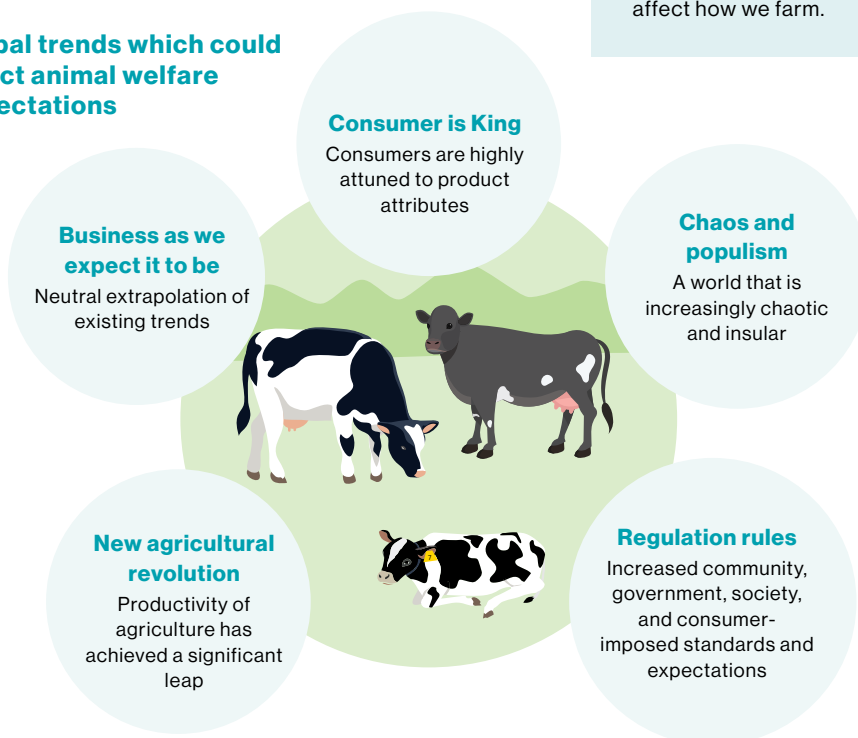 affect how we farm.
bal trends which could
ct animal welfare
ectations
Consumer is King
Consumers are highly
attuned to product
attributes
Business as we
expect it to be
Neutral extrapolation of
existing trends
Chaos and
populism
A world that is
increasingly chaotic
and insular
New agricultural
revolution
Productivity of
agriculture has
achieved a significant
leap
Regulation rules
Increased community,
government, society,
and consumer-
imposed standards and
expectations
7